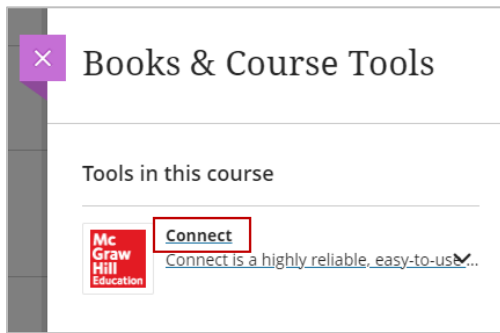 Books & Course Tools
Tools in this course
Mc
Graw
Hill
Education
Connect
Connect is a highly reliable, easy-to-use...